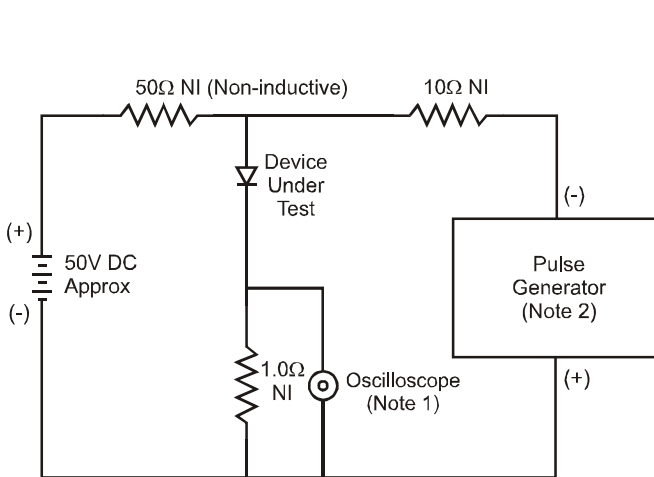 50Ω NI (Non-inductive)
10Ω NI
Device
Under
Test
(-)
(+)
50V DC
Approx
(-)
Pulse
Generator
(Note 2)
1.0Ω
NI
Oscilloscope
(Note 1)
(+)